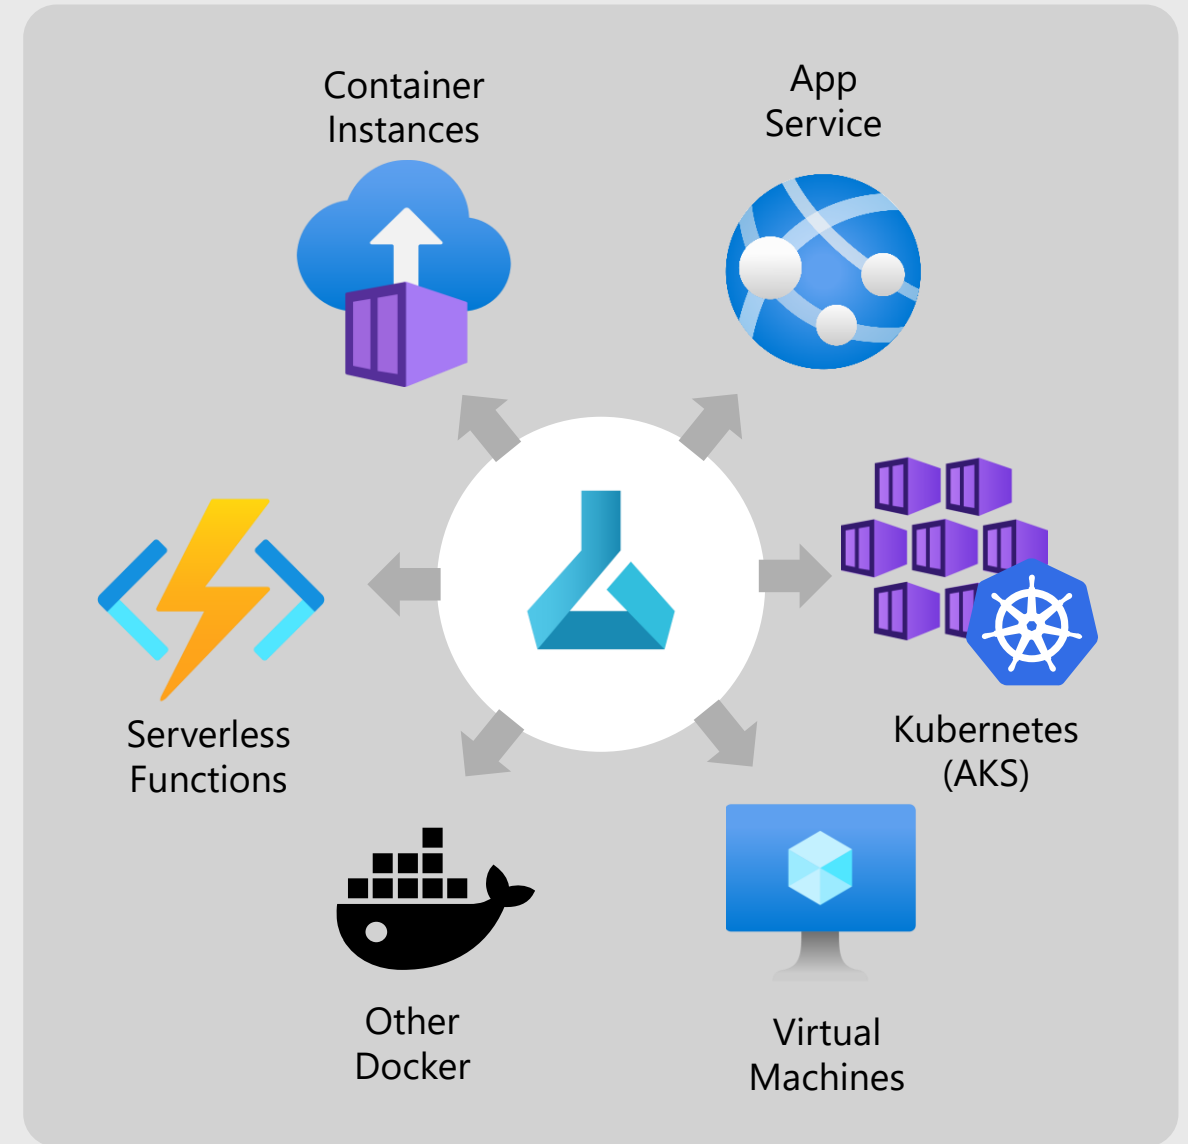 Container
Instances
App
Service
Serverless
Functions
Kubernetes
(AKS)
Other
Docker
Virtual
Machines